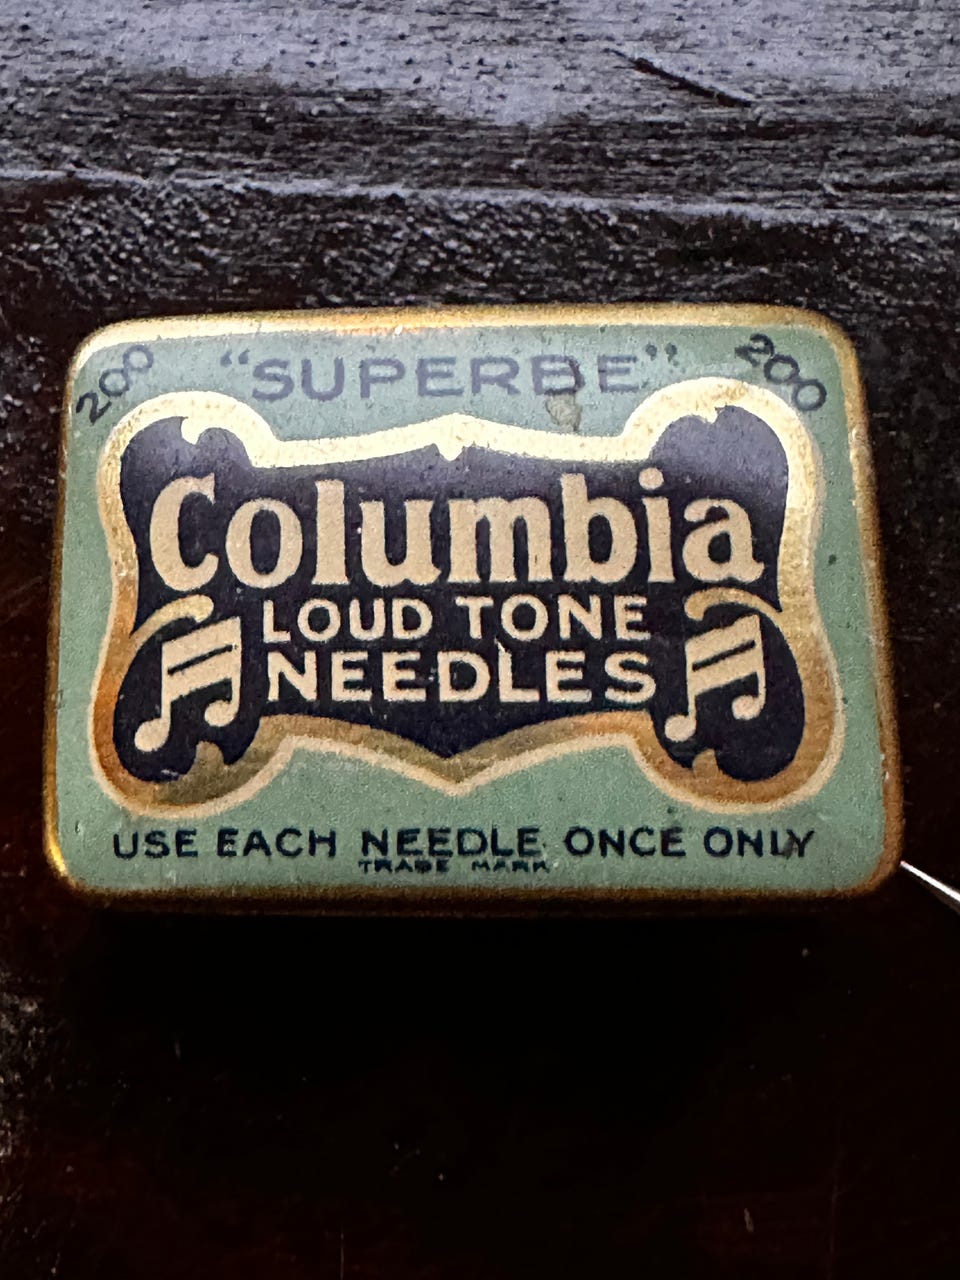 200 "SUPERBE" 200
Columbia
LOUD TONE
NEEDLES
USE EACH NEEDLE ONCE ONLY
TRADE MARK